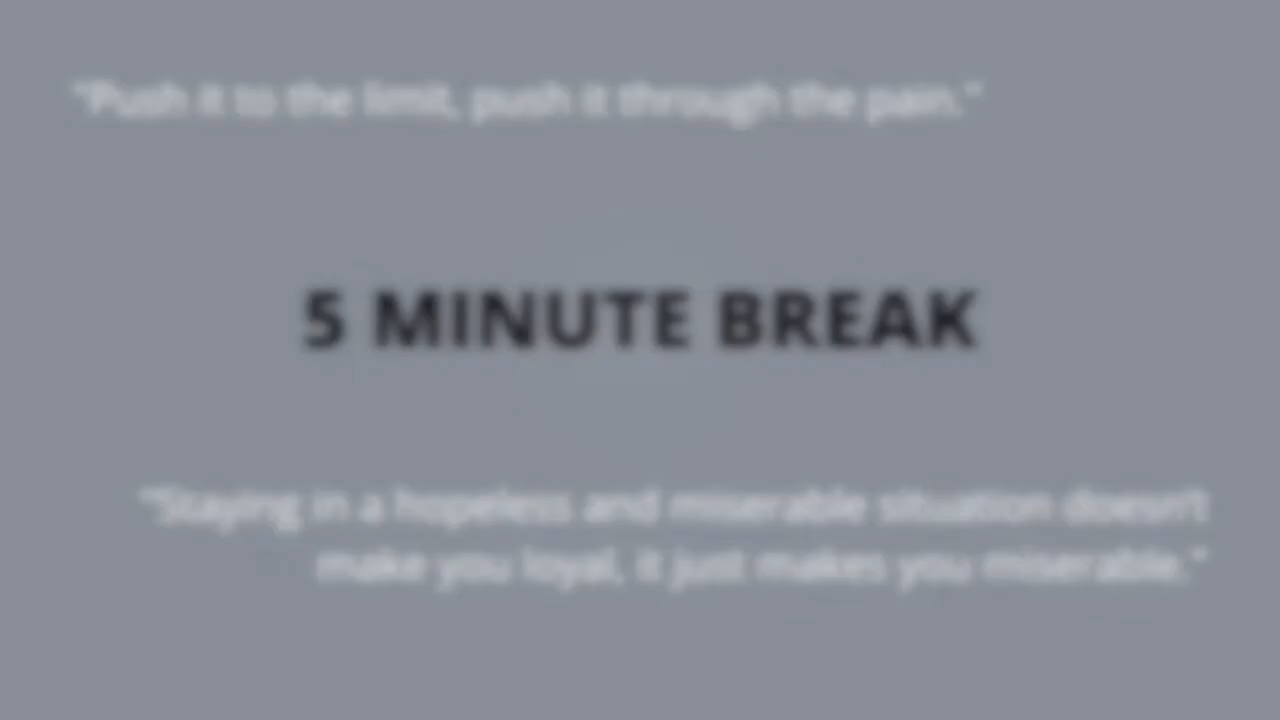 "Push it to the limit, push it through the pain."
5 MINUTE BREAK
"Staying in a hopeless and miserable situation doesn't
make you loyal, it just makes you miserable."